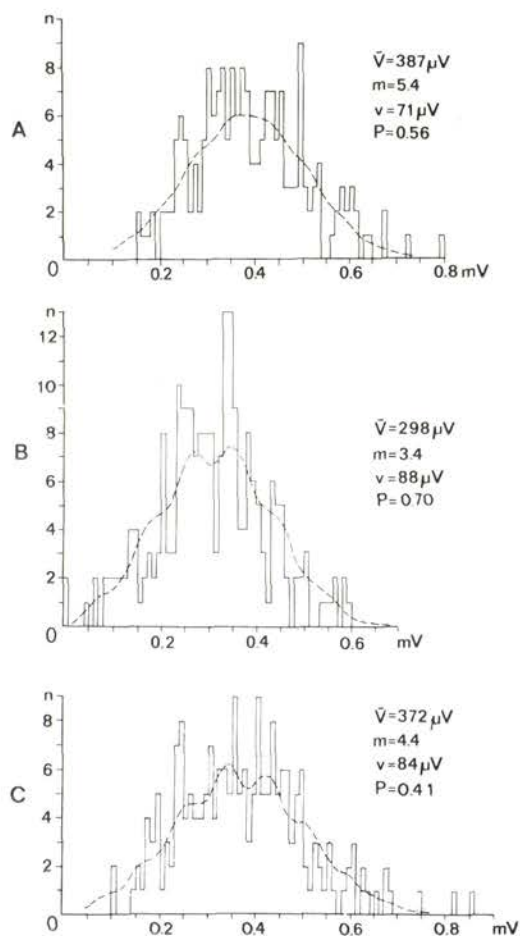 n
8
6
4
2
0
A
0.2
0.4
0.6
0.8 mV
V̄=387µV
m=5.4
v=71µV
P=0.56
n
12
10
8
6
4
2
0
B
0.2
0.4
0.6
mV
V̄=298µV
m=3.4
v=88µV
P=0.70
n
8
6
4
2
0
C
0.2
0.4
0.6
0.8
mV
V̄=372µV
m=4.4
v=84µV
P=0.41